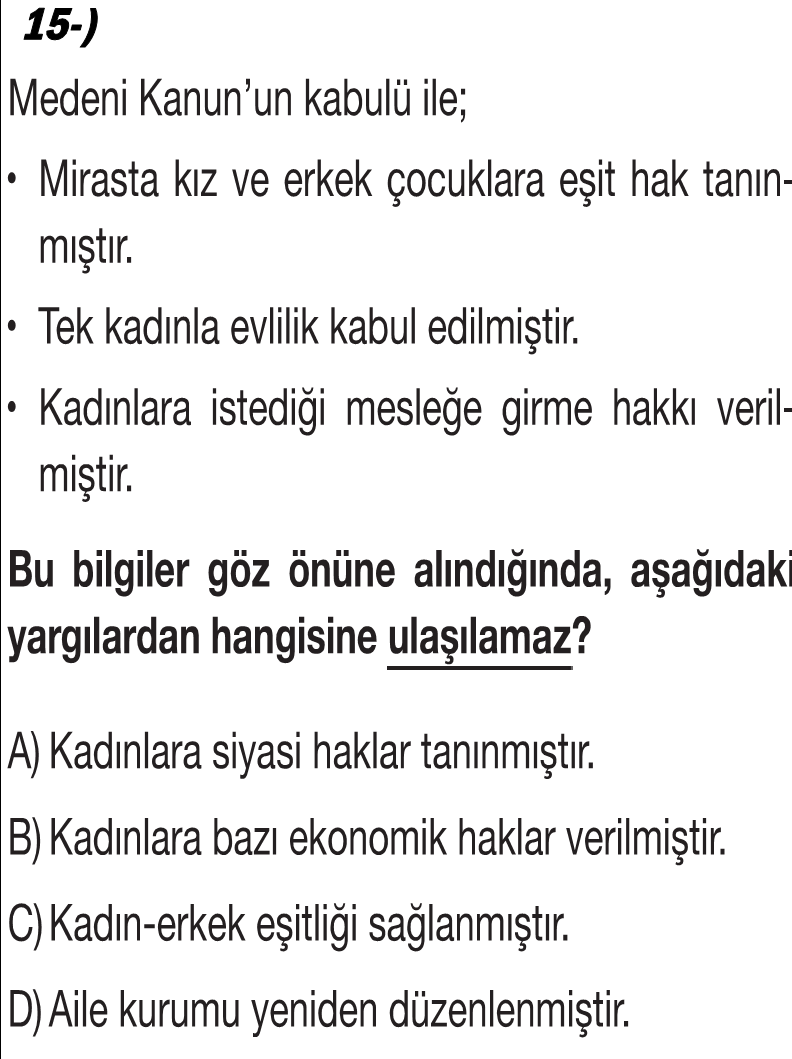 15-)
Medeni Kanun’un kabulü ile;
• Mirasta kız ve erkek çocuklara eşit hak tanın-
mıştır.
• Tek kadınla evlilik kabul edilmiştir.
• Kadınlara istediği mesleğe girme hakkı veril-
miştir.
Bu bilgiler göz önüne alındığında, aşağıdaki
yargılardan hangisine ulaşılamaz?
A) Kadınlara siyasi haklar tanınmıştır.
B) Kadınlara bazı ekonomik haklar verilmiştir.
C) Kadın-erkek eşitliği sağlanmıştır.
D) Aile kurumu yeniden düzenlenmiştir.